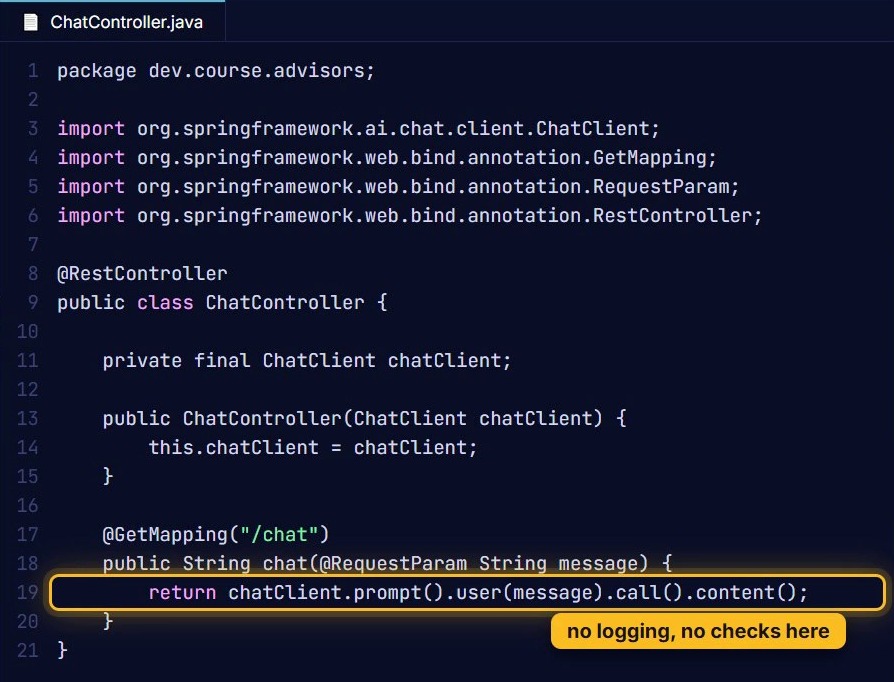 ChatController.java
1 package dev.course.advisors;
2
3 import org.springframework.ai.chat.client.ChatClient;
4 import org.springframework.web.bind.annotation.GetMapping;
5 import org.springframework.web.bind.annotation.RequestParam;
6 import org.springframework.web.bind.annotation.RestController;
7
8 @RestController
9 public class ChatController {
10
11     private final ChatClient chatClient;
12
13     public ChatController(ChatClient chatClient) {
14         this.chatClient = chatClient;
15     }
16
17     @GetMapping("/chat")
18     public String chat(@RequestParam String message) {
19         return chatClient.prompt().user(message).call().content();
20     }
no logging, no checks here
21 }